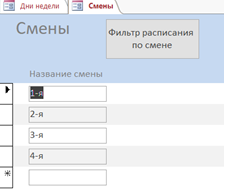 Дни недели Смены
Смены
Фильтр расписания
по смене
Название смены
1-я
2-я
3-я
4-я